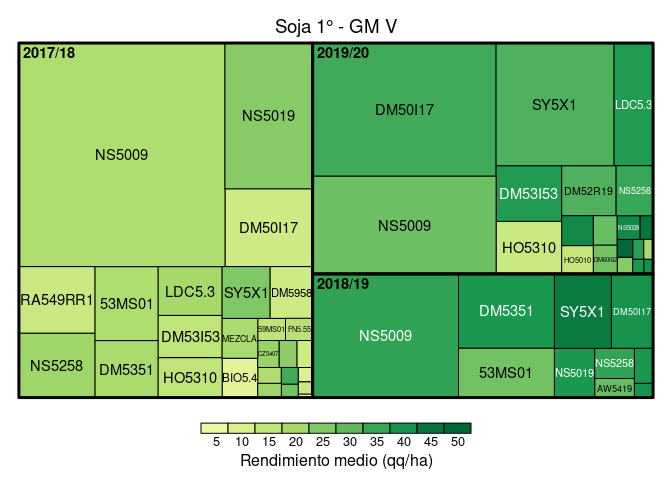 Soja 1° - GM V
2017/18
NS5009
NS5019
DM50I17
RA549RR1
NS5258
53MS01
DM5351
LDC5.3
DM53I53
HO5310
SY5X1
DM5958
MEZCLA
BIO5.4
59MS01
FN5.55
CZ5407
2019/20
DM50I17
NS5009
SY5X1
LDC5.3
DM53I53
HO5310
DM52R19
NS5258
HO5010
DM60I62
NS5028
2018/19
NS5009
DM5351
53MS01
SY5X1
DM50I17
NS5019
NS5258
AW5419
5 10 15 20 25 30 35 40 45 50
Rendimiento medio (qq/ha)